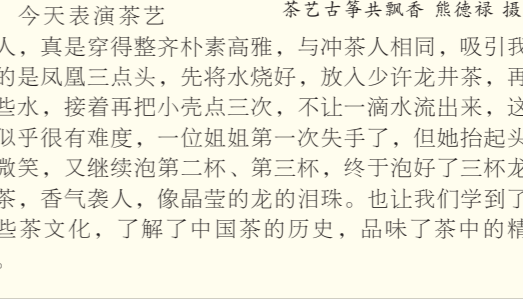 今天表演茶艺
茶艺古筝共飘香 熊德禄 摄
人，真是穿得整齐朴素高雅，与冲茶人相同，吸引我
的是凤凰三点头，先将水烧好，放入少许龙井茶，再
些水，接着再把小壳点三次，不让一滴水流出来，这
似乎很有难度，一位姐姐第一次失手了，但她抬起头
微笑，又继续泡第二杯、第三杯，终于泡好了三杯龙
茶，香气袭人，像晶莹的龙的泪珠。也让我们学到了
些茶文化，了解了中国茶的历史，品味了茶中的精
。